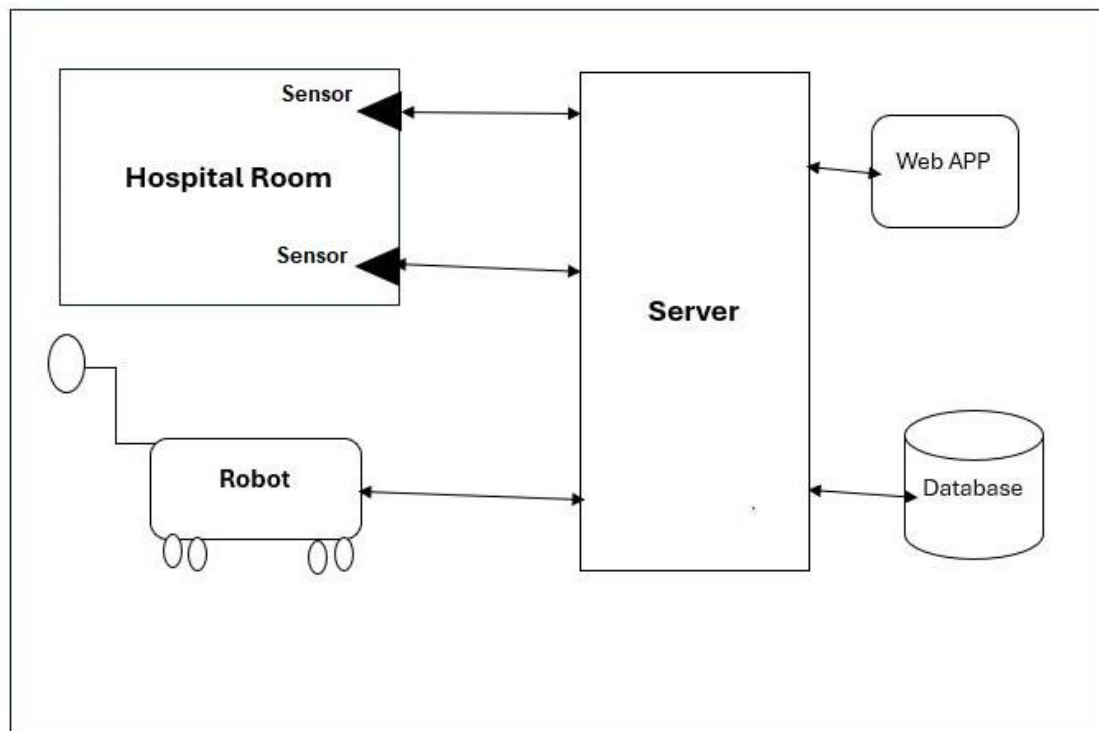 Sensor
Hospital Room
Sensor
Robot
Server
Web APP
Database